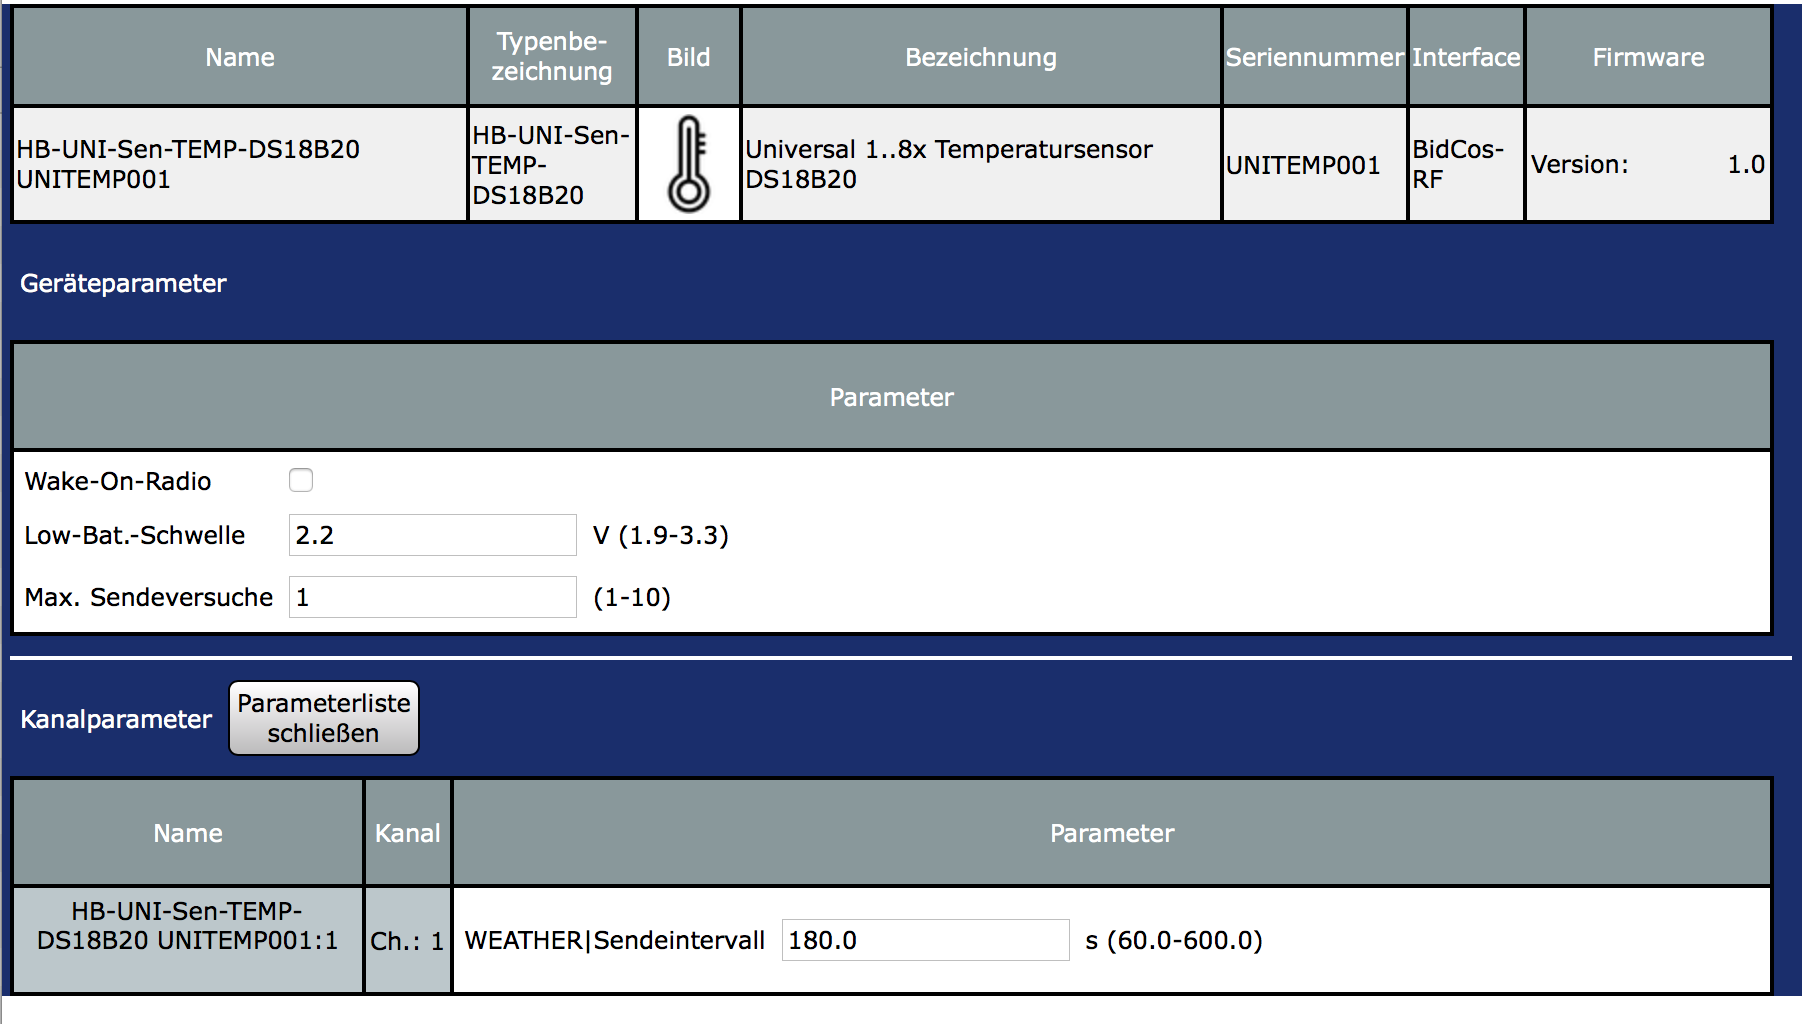 Name
Typenbe-
zeichnung
Bild
Bezeichnung
Seriennummer
Interface
Firmware
HB-UNI-Sen-TEMP-DS18B20
UNITEMP001
HB-UNI-Sen-
TEMP-
DS18B20
Universal 1..8x Temperatursensor
DS18B20
UNITEMP001
BidCos-
RF
Version: 1.0
Geräteparameter
Parameter
Wake-On-Radio
Low-Bat.-Schwelle 2.2 V (1.9-3.3)
Max. Sendeversuche 1 (1-10)
Kanalparameter
Parameterliste
schließen
Name
Kanal
Parameter
HB-UNI-Sen-TEMP-
DS18B20 UNITEMP001:1
Ch.: 1
WEATHER|Sendeintervall 180.0 s (60.0-600.0)